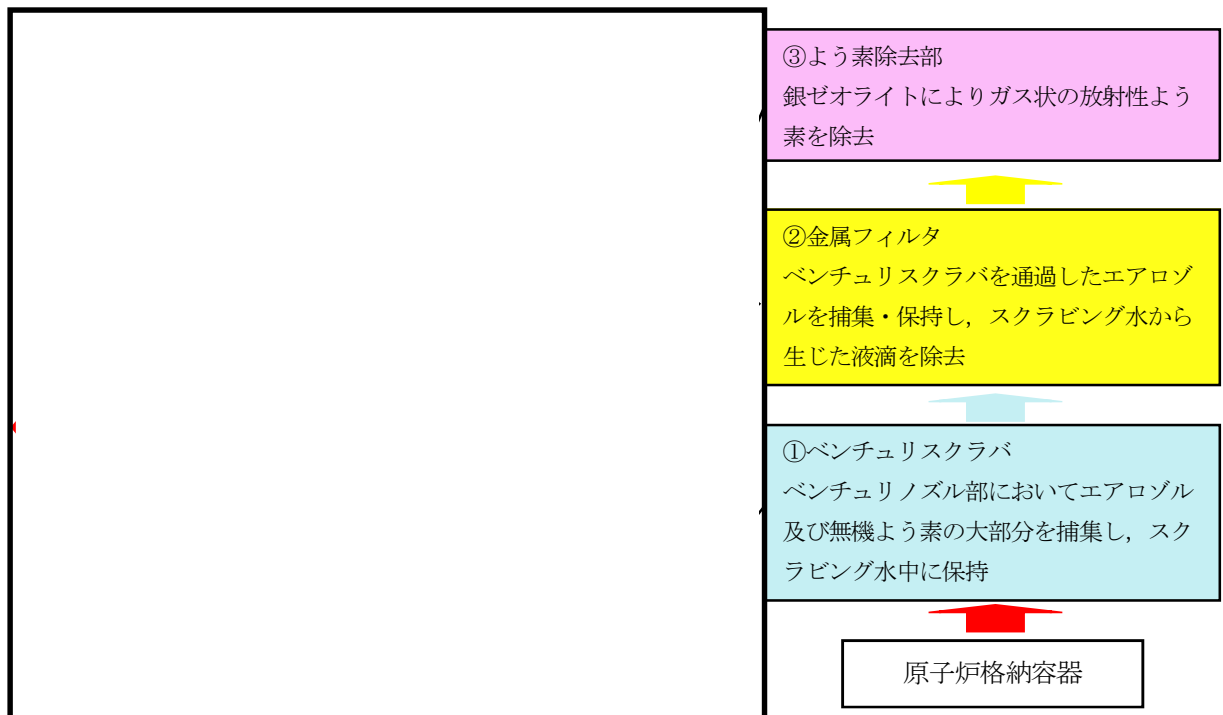 ③よう素除去部
銀ゼオライトによりガス状の放射性よう
素を除去
②金属フィルタ
ベンチュリスクラバを通過したエアロゾ
ルを捕集・保持し，スクラビング水から
生じた液滴を除去
①ベンチュリスクラバ
ベンチュリノズル部においてエアロゾル
及び無機よう素の大部分を捕集し，スク
ラビング水中に保持
原子炉格納容器